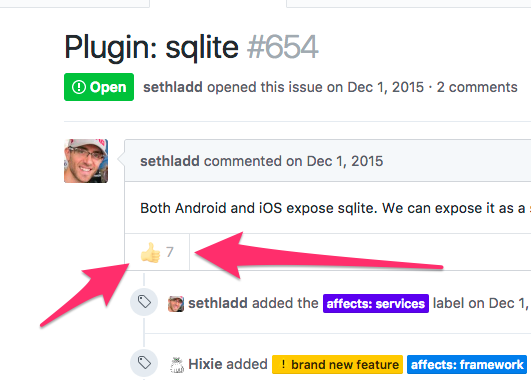 Plugin: sqlite #654
Open sethladd opened this issue on Dec 1, 2015 · 2 comments
sethladd commented on Dec 1, 2015
Both Android and iOS expose sqlite. We can expose it as a
👍 7
sethladd added the affects: services label on Dec 1,
Hixie added ! brand new feature affects: framework